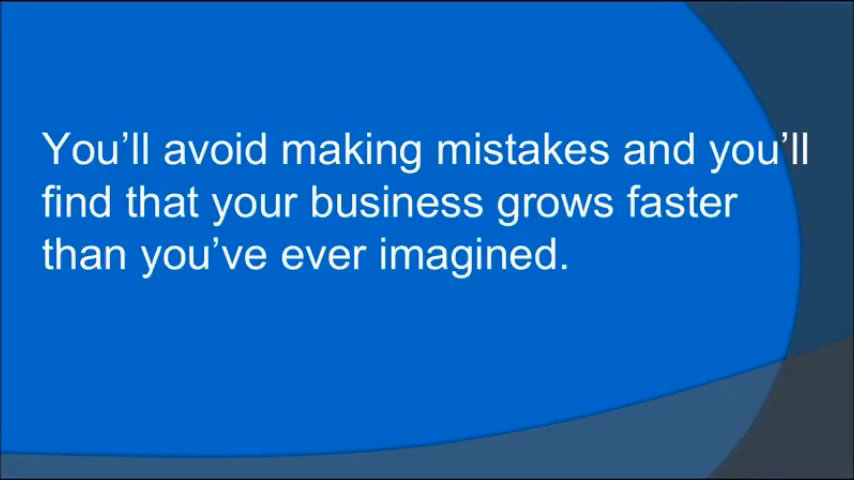 You’ll avoid making mistakes and you’ll
find that your business grows faster
than you’ve ever imagined.